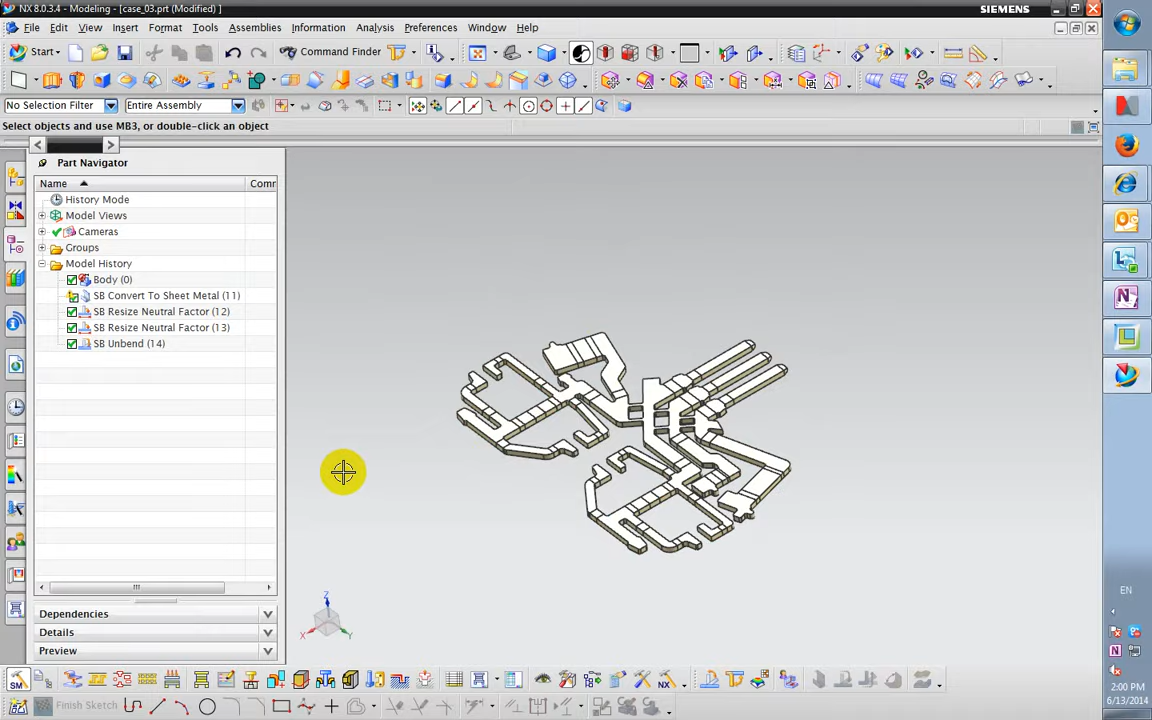 NX 8.0.3.4 - Modeling - [case_03.prt (Modified) ]
SIEMENS
File Edit View Insert Format Tools Assemblies Information Analysis Preferences Window Help
Start Command Finder
No Selection Filter Entire Assembly
Select objects and use MB3, or double-click an object
Part Navigator
Name Comr
History Mode
Model Views
Cameras
Groups
Model History
Body (0)
SB Convert To Sheet Metal (11)
SB Resize Neutral Factor (12)
SB Resize Neutral Factor (13)
SB Unbend (14)
Z
X Y
Dependencies
Details
Preview
SM NX
Finish Sketch
EN
2:00 PM
6/13/2014